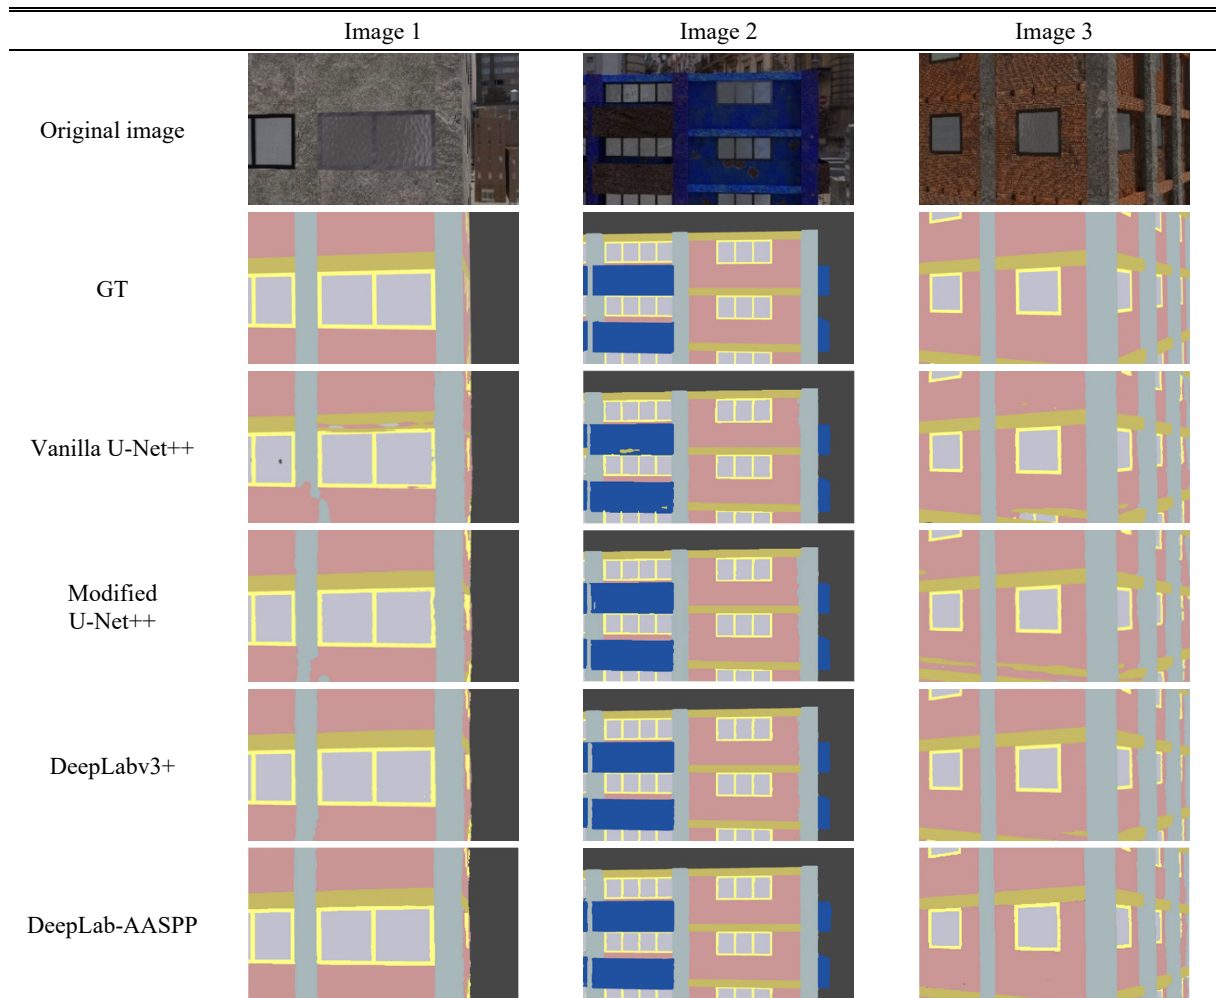 Image 1
Image 2
Image 3
Original image
GT
Vanilla U-Net++
Modified
U-Net++
DeepLabv3+
DeepLab-AASPP